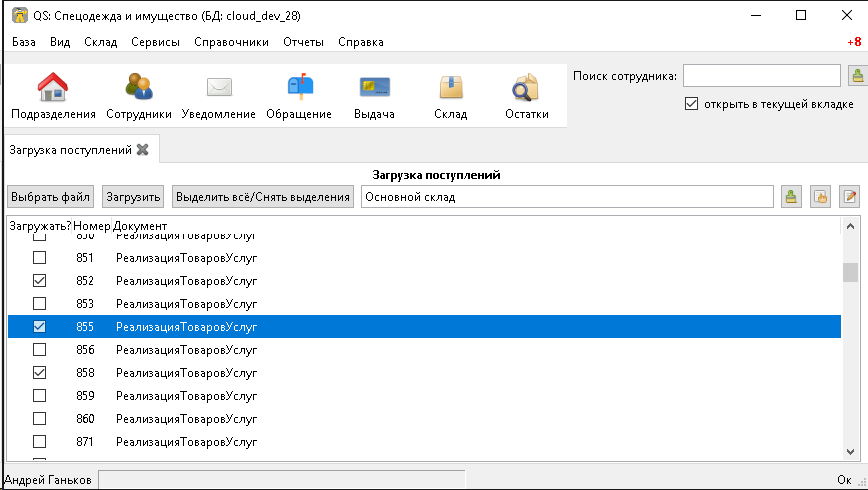 QS: Спецодежда и имущество (БД: cloud_dev_28)
База Вид Склад Сервисы Справочники Отчеты Справка +8
Подразделения Сотрудники Уведомление Обращение Выдача Склад Остатки
Поиск сотрудника:
открыть в текущей вкладке
Загрузка поступлений
Загрузка поступлений
Выбрать файл Загрузить Выделить всё/Снять выделения Основной склад
Загружать? Номер Документ
850 РеализацияТоваровУслуг
851 РеализацияТоваровУслуг
852 РеализацияТоваровУслуг
853 РеализацияТоваровУслуг
855 РеализацияТоваровУслуг
856 РеализацияТоваровУслуг
858 РеализацияТоваровУслуг
859 РеализацияТоваровУслуг
860 РеализацияТоваровУслуг
871 РеализацияТоваровУслуг
Андрей Ганьков Ок